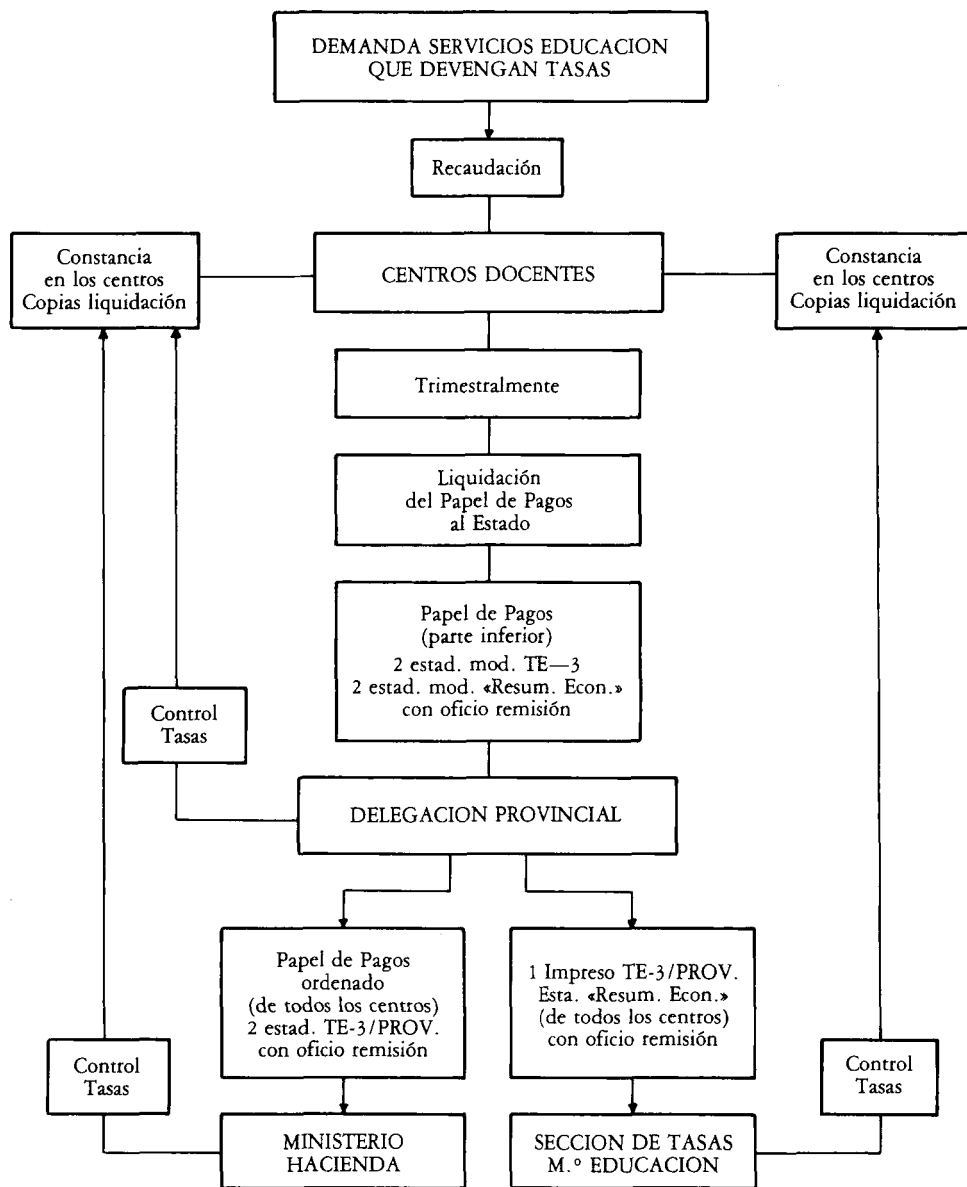 DEMANDA SERVICIOS EDUCACION
QUE DEVENGAN TASAS
Recaudación
Constancia
en los centros
Copias liquidación
CENTROS DOCENTES
Constancia
en los centros
Copias liquidación
Trimestralmente
Liquidación
del Papel de Pagos
al Estado
Papel de Pagos
(parte inferior)
2 estad. mod. TE—3
2 estad. mod. «Resum. Econ.»
con oficio remisión
Control
Tasas
DELEGACION PROVINCIAL
Papel de Pagos
ordenado
(de todos los centros)
2 estad. TE-3/PROV.
con oficio remisión
1 Impreso TE-3/PROV.
Esta. «Resum. Econ.»
(de todos los centros)
con oficio remisión
Control
Tasas
Control
Tasas
MINISTERIO
HACIENDA
SECCION DE TASAS
M.º EDUCACION